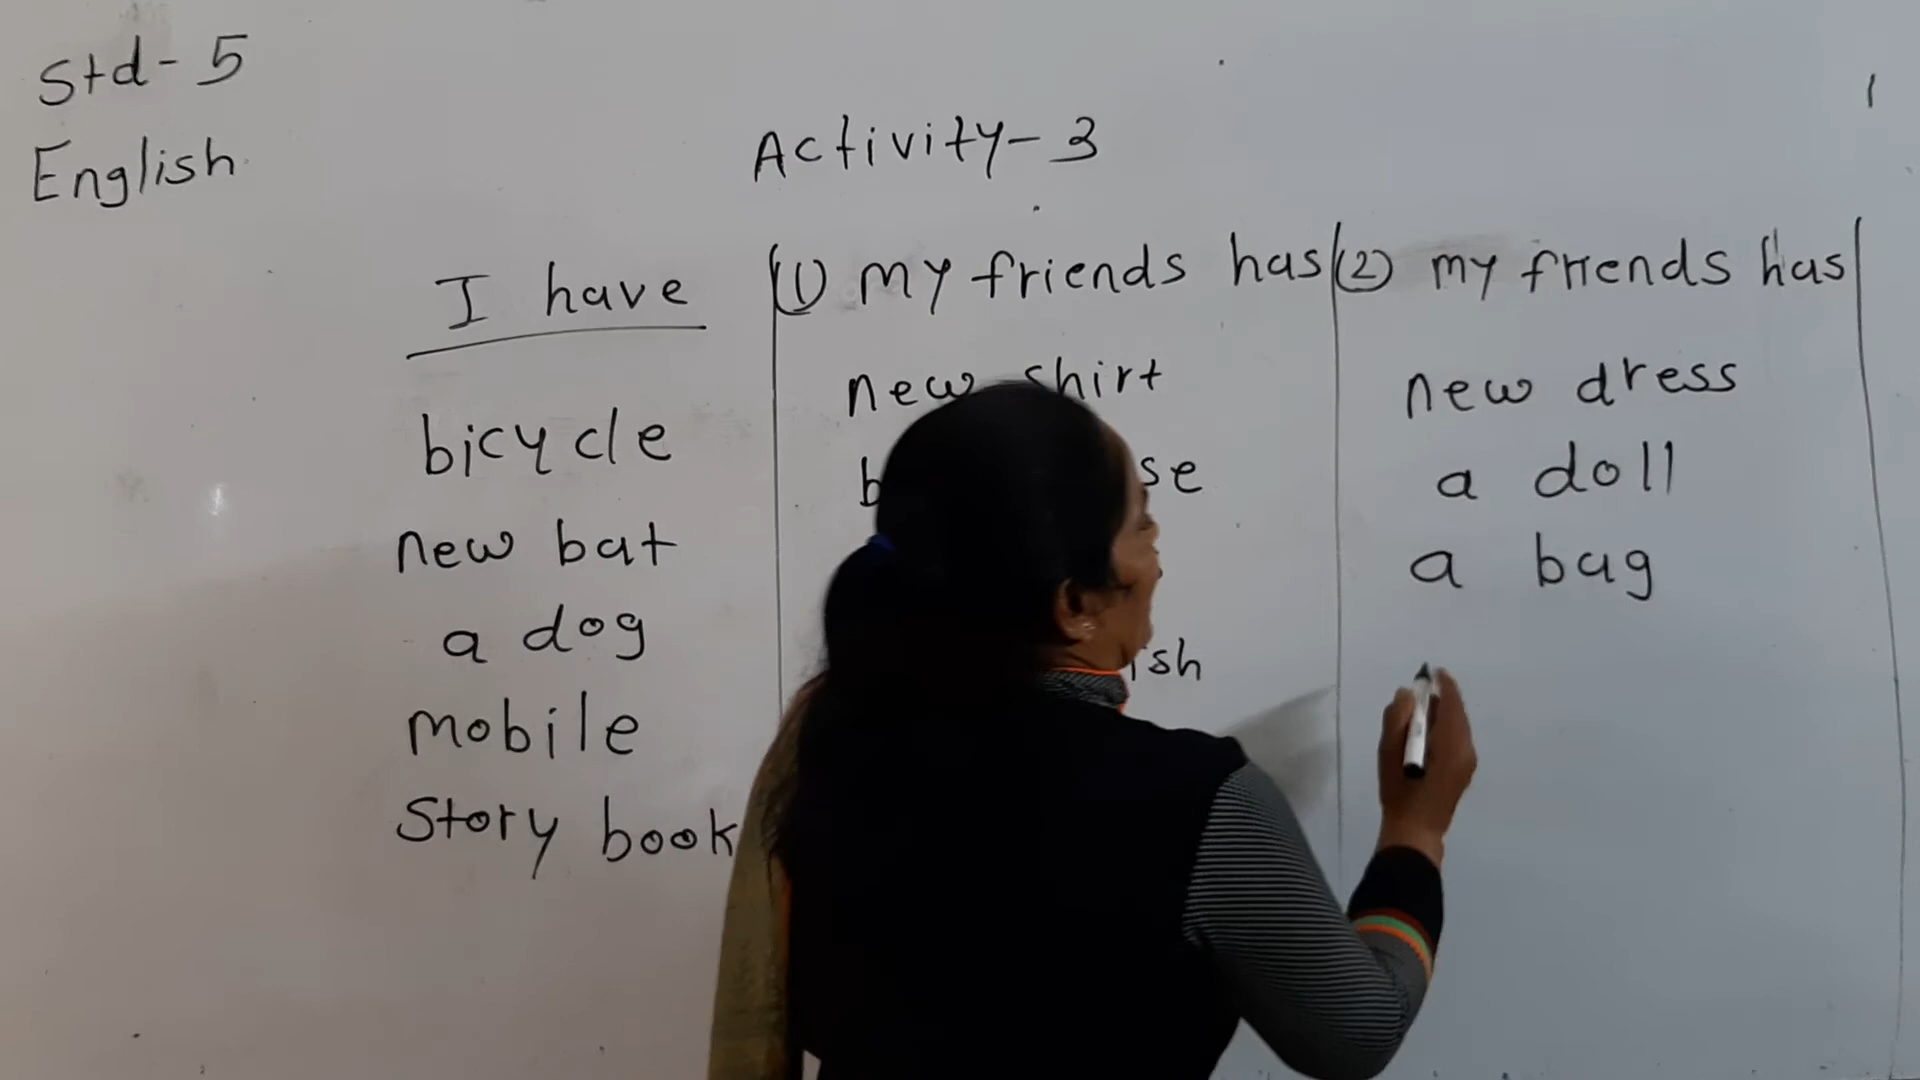 Std- 5
English
Activity- 3
I have
bicycle
new bat
a dog
mobile
Story book
(1) my friends has
new shirt
(2) my friends has
new dress
a doll
a bag